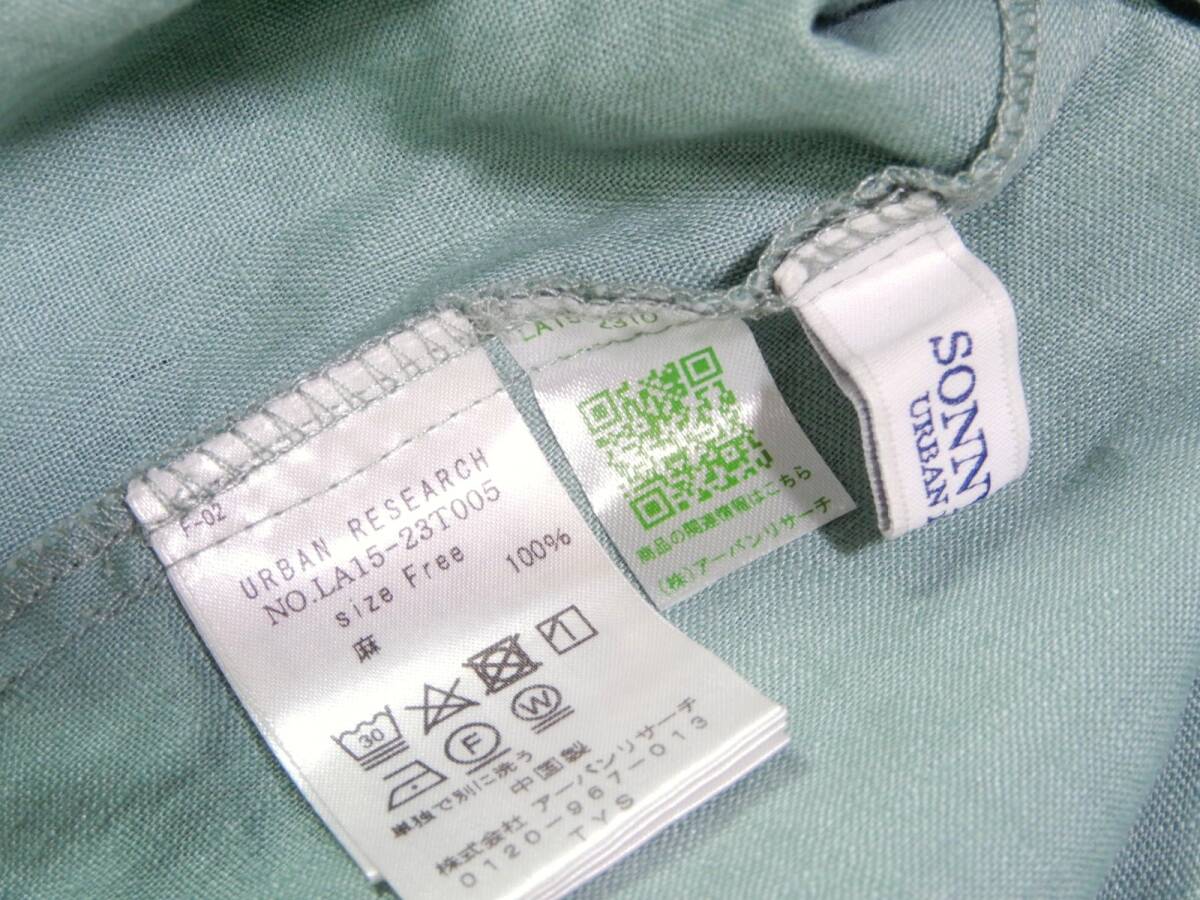 F-02
URBAN RESEARCH
NO.LA15-23T005
size Free
麻 100%
30
1
F W
単独で別に洗う
中国製
株式会社 アーバンリサーチ
0120-967-013
TYS
LA15-23T0
商品の関連情報はこちら
(株)アーバンリサーチ
SONN
URBAN